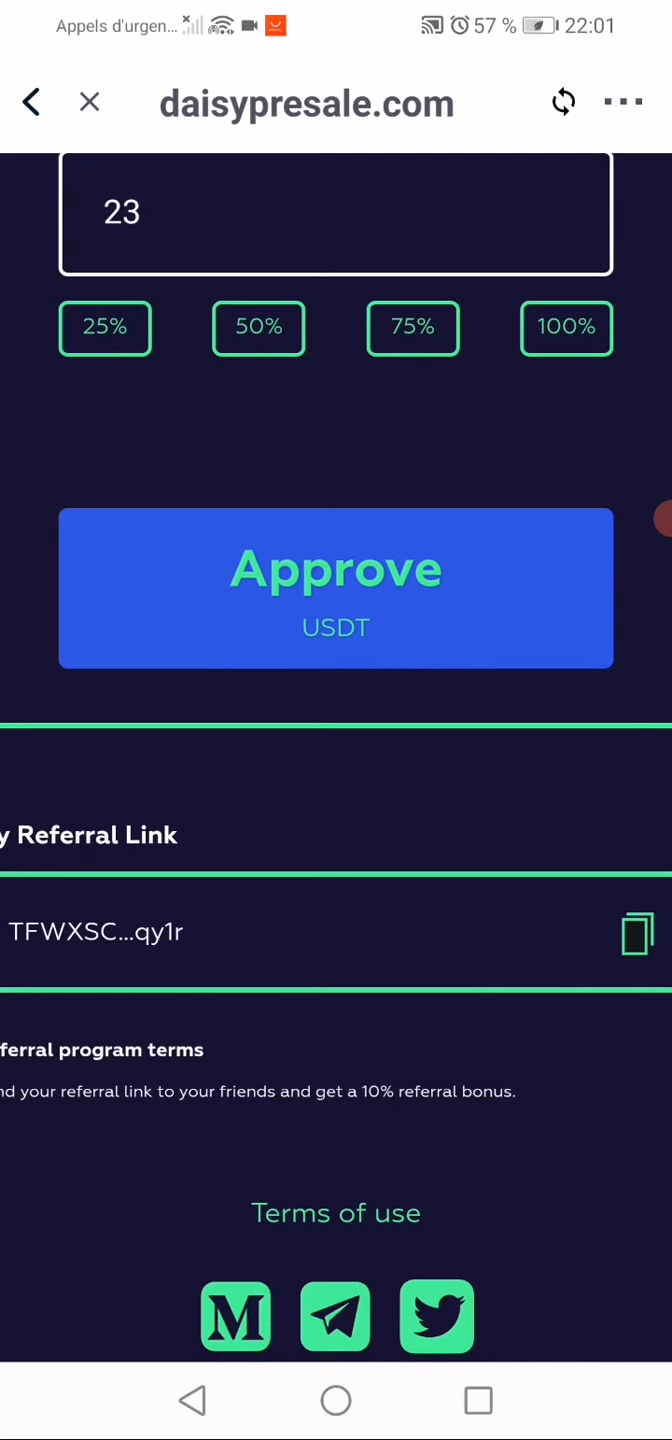 Appels d'urgen... 57 % 22:01
daisypresale.com
23
25% 50% 75% 100%
Approve
USDT
y Referral Link
TFWXSC...qy1r
ferral program terms
nd your referral link to your friends and get a 10% referral bonus.
Terms of use
M